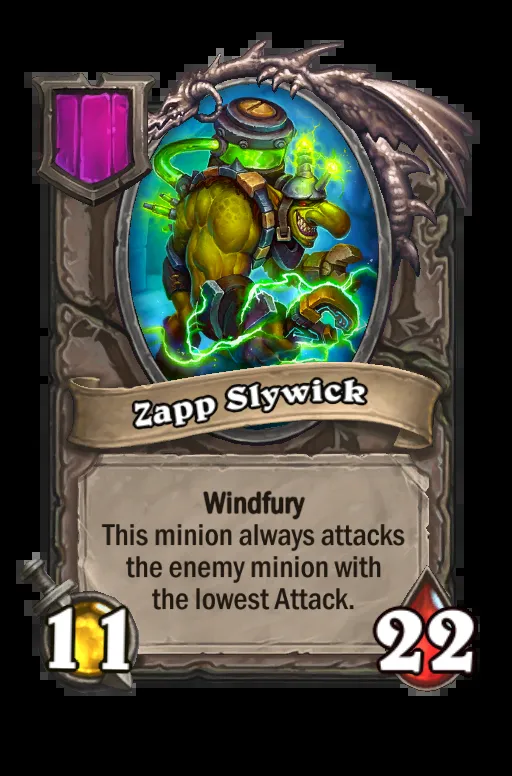 Zapp Slywick
Windfury
This minion always attacks
the enemy minion with
the lowest Attack.
11
22